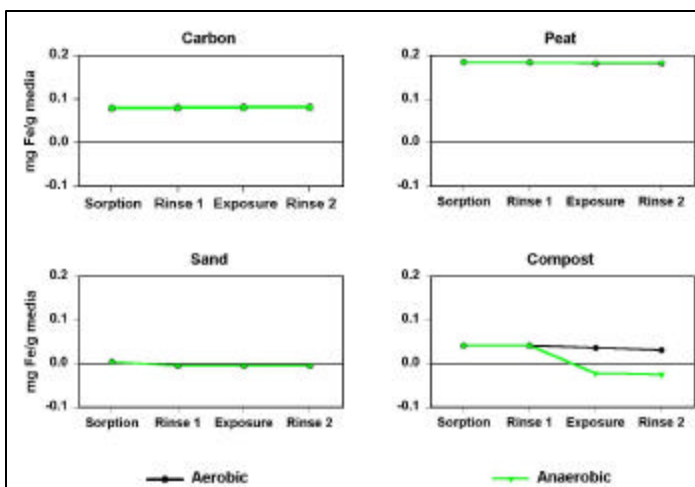 Carbon
Peat
mg Fe/g media
0.2
0.1
0.0
-0.1
Sorption Rinse 1 Exposure Rinse 2
0.2
0.1
0.0
-0.1
Sorption Rinse 1 Exposure Rinse 2
Sand
Compost
mg Fe/g media
0.2
0.1
0.0
-0.1
Sorption Rinse 1 Exposure Rinse 2
0.2
0.1
0.0
-0.1
Sorption Rinse 1 Exposure Rinse 2
Aerobic
Anaerobic